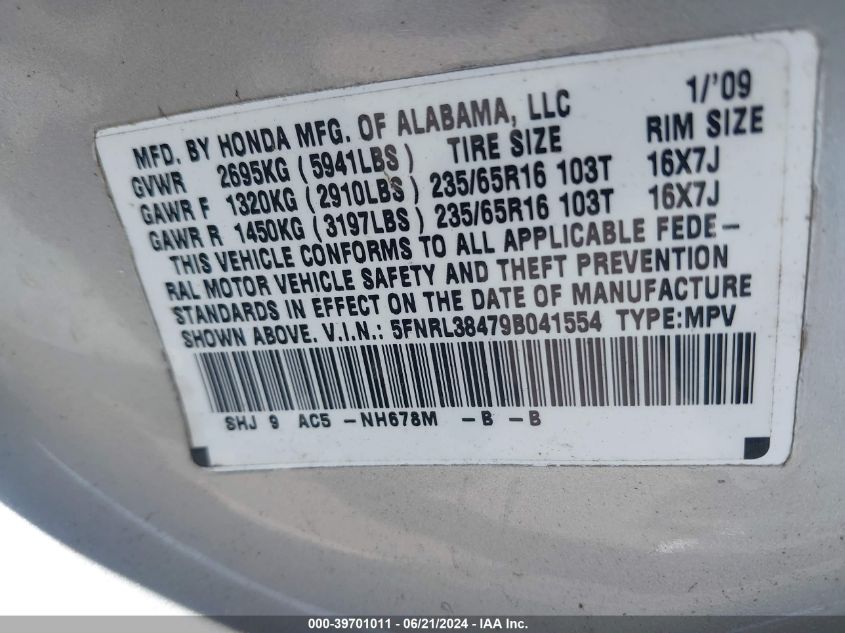 MFD. BY HONDA MFG. OF ALABAMA, LLC 1/'09
GVWR 2695KG (5941LBS) TIRE SIZE RIM SIZE
GAWR F 1320KG (2910LBS) 235/65R16 103T 16X7J
GAWR R 1450KG (3197LBS) 235/65R16 103T 16X7J
THIS VEHICLE CONFORMS TO ALL APPLICABLE FEDE-
RAL MOTOR VEHICLE SAFETY AND THEFT PREVENTION
STANDARDS IN EFFECT ON THE DATE OF MANUFACTURE
SHOWN ABOVE. V.I.N.: 5FNRL38479B041554 TYPE:MPV
SHJ 9 AC5 -NH678M -B -B
000-39701011 - 06/21/2024 - IAA Inc.